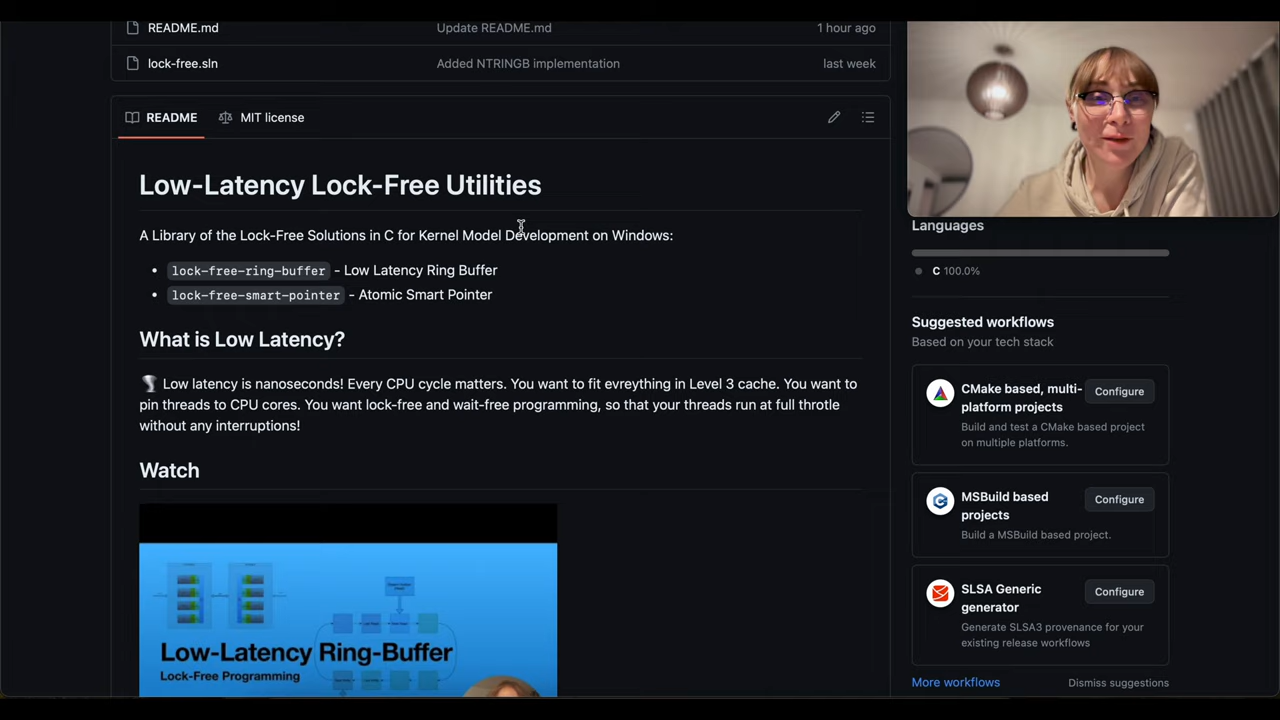 README.md
Update README.md
1 hour ago
lock-free.sln
Added NTRINGB implementation
last week
README
MIT license
Low-Latency Lock-Free Utilities
A Library of the Lock-Free Solutions in C for Kernel Model Development on Windows:
lock-free-ring-buffer - Low Latency Ring Buffer
lock-free-smart-pointer - Atomic Smart Pointer
What is Low Latency?
Low latency is nanoseconds! Every CPU cycle matters. You want to fit evreything in Level 3 cache. You want to
pin threads to CPU cores. You want lock-free and wait-free programming, so that your threads run at full throtle
without any interruptions!
Watch
Low-Latency Ring-Buffer
Lock-Free Programming
Languages
C 100.0%
Suggested workflows
Based on your tech stack
CMake based, multi-
platform projects
Configure
Build and test a CMake based project
on multiple platforms.
MSBuild based
projects
Configure
Build a MSBuild based project.
SLSA Generic
generator
Configure
Generate SLSA3 provenance for your
existing release workflows
More workflows
Dismiss suggestions